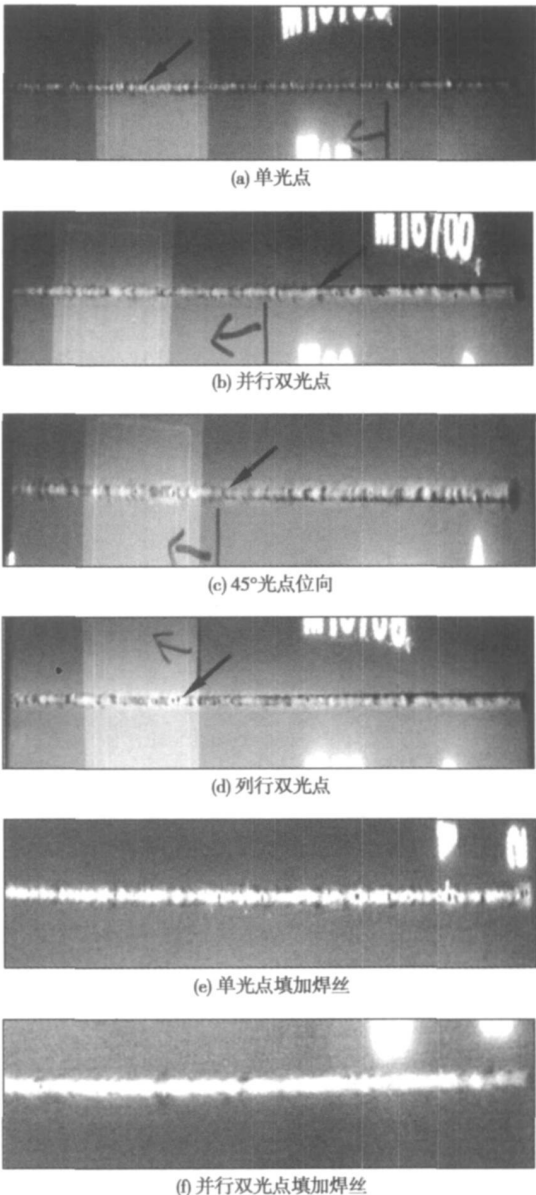 (a) 单光点
M16700
(b) 并行双光点
(c) 45°光点位向
(d) 列行双光点
(e) 单光点填加焊丝
(f) 并行双光点填加焊丝